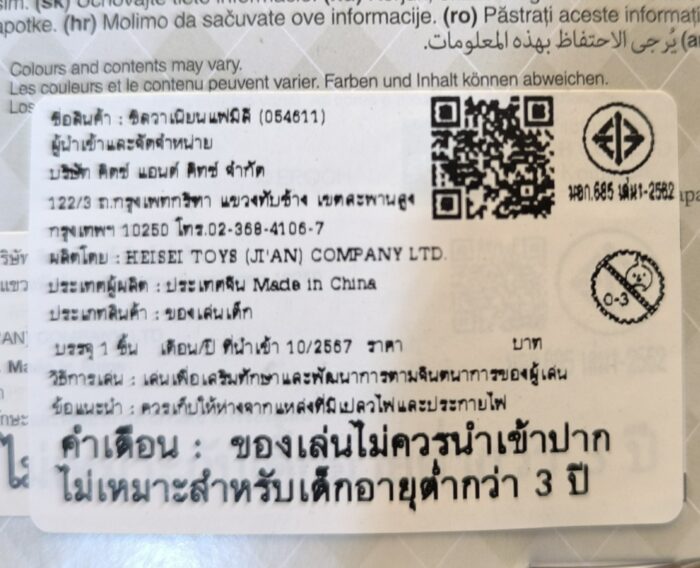 (sk)
apotke. (hr) Molimo da sačuvate ove informacije. (ro) Păstrați aceste informat
يُرجى الاحتفاظ بهذه المعلومات. (ar
Colours and contents may vary.
Les couleurs et le contenu peuvent varier. Farben und Inhalt können abweichen.
Los
ชื่อสินค้า : ซิลวาเนียนแฟมิลี่ (054611)
ผู้นำเข้าและจัดจำหน่าย
บริษัท คิดซ์ แอนด์ คิทซ์ จำกัด
122/3 ถ.กรุงเทพกรีฑา แขวงทับช้าง เขตสะพานสูง
กรุงเทพฯ 10250 โทร.02-368-4106-7
ผลิตโดย : HEISEI TOYS (JI'AN) COMPANY LTD.
ประเทศผู้ผลิต : ประเทศจีน Made in China
ประเภทสินค้า : ของเล่นเด็ก
บรรจุ 1 ชิ้น เดือน/ปี ที่นำเข้า 10/2567 ราคา บาท
วิธีการเล่น : เล่นเพื่อเสริมทักษะและพัฒนาการตามจินตนาการของผู้เล่น
ข้อแนะนำ : ควรเก็บให้ห่างจากแหล่งที่มีเปลวไฟและประกายไฟ
คำเตือน : ของเล่นไม่ควรนำเข้าปาก
ไม่เหมาะสำหรับเด็กอายุต่ำกว่า 3 ปี
มอก.685 เล่ม1-2562
0-3